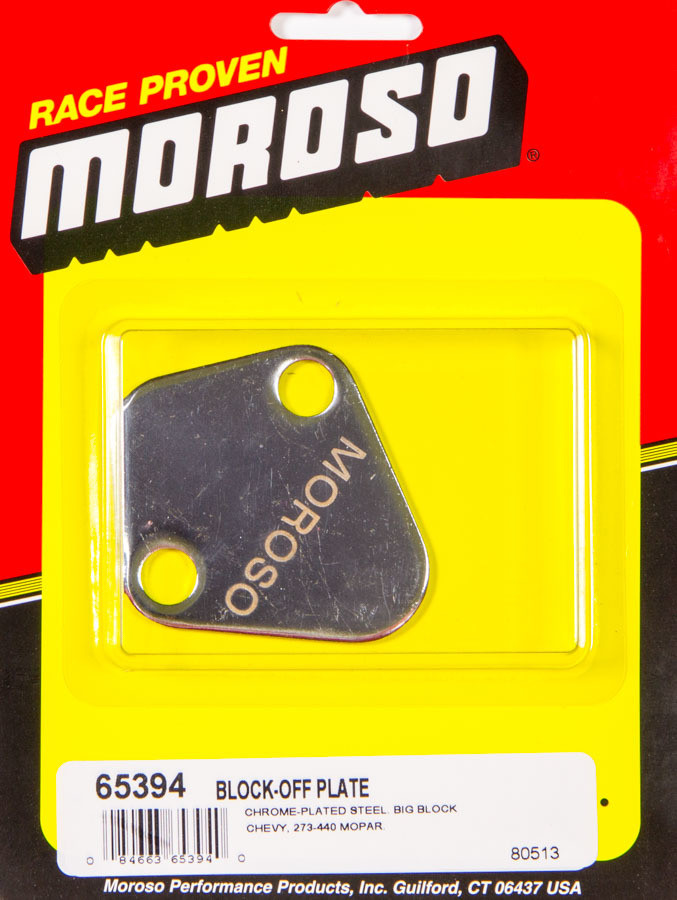 RACE PROVEN
MOROSO
®
MOROSO
65394 BLOCK-OFF PLATE
CHROME-PLATED STEEL. BIG BLOCK
CHEVY, 273-440 MOPAR.
0 84663 65394 0
80513
Moroso Performance Products, Inc. Guilford, CT 06437 USA